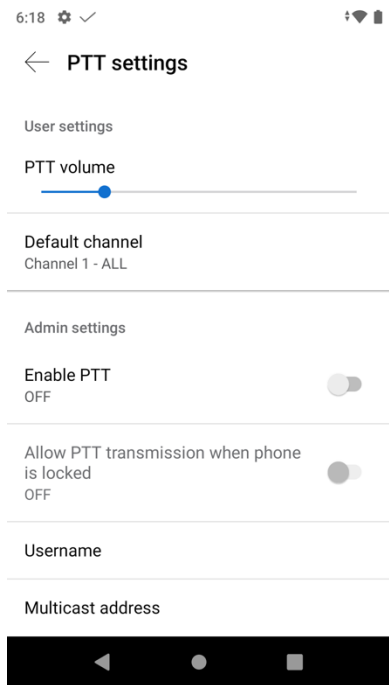 6:18
PTT settings
User settings
PTT volume
Default channel
Channel 1 - ALL
Admin settings
Enable PTT
OFF
Allow PTT transmission when phone
is locked
OFF
Username
Multicast address